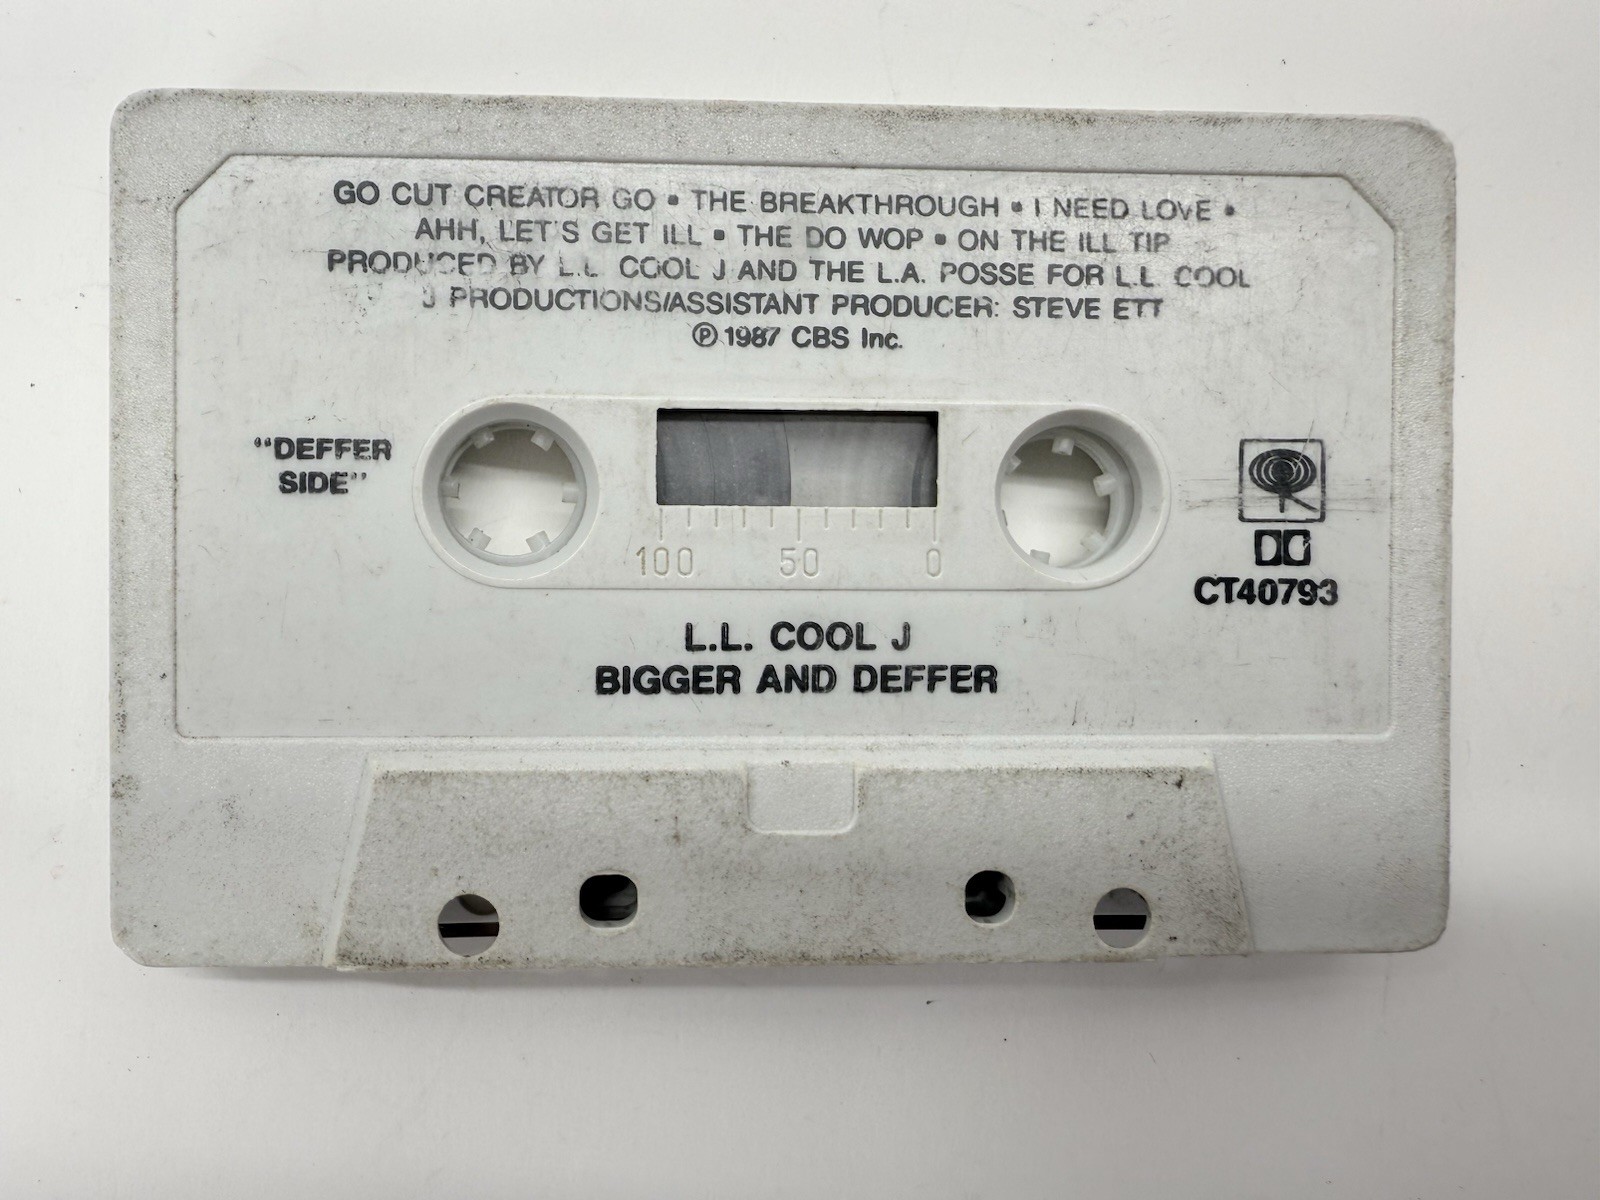 GO CUT CREATOR GO ▪ THE BREAKTHROUGH ▪ I NEED LOVE ▪
AHH, LET'S GET ILL ▪ THE DO WOP ▪ ON THE ILL TIP
PRODUCED BY L.L. COOL J AND THE L.A. POSSE FOR L.L. COOL
J PRODUCTIONS/ASSISTANT PRODUCER: STEVE ETT
℗ 1987 CBS Inc.
"DEFFER
SIDE"
100 50 0
CT40793
L.L. COOL J
BIGGER AND DEFFER